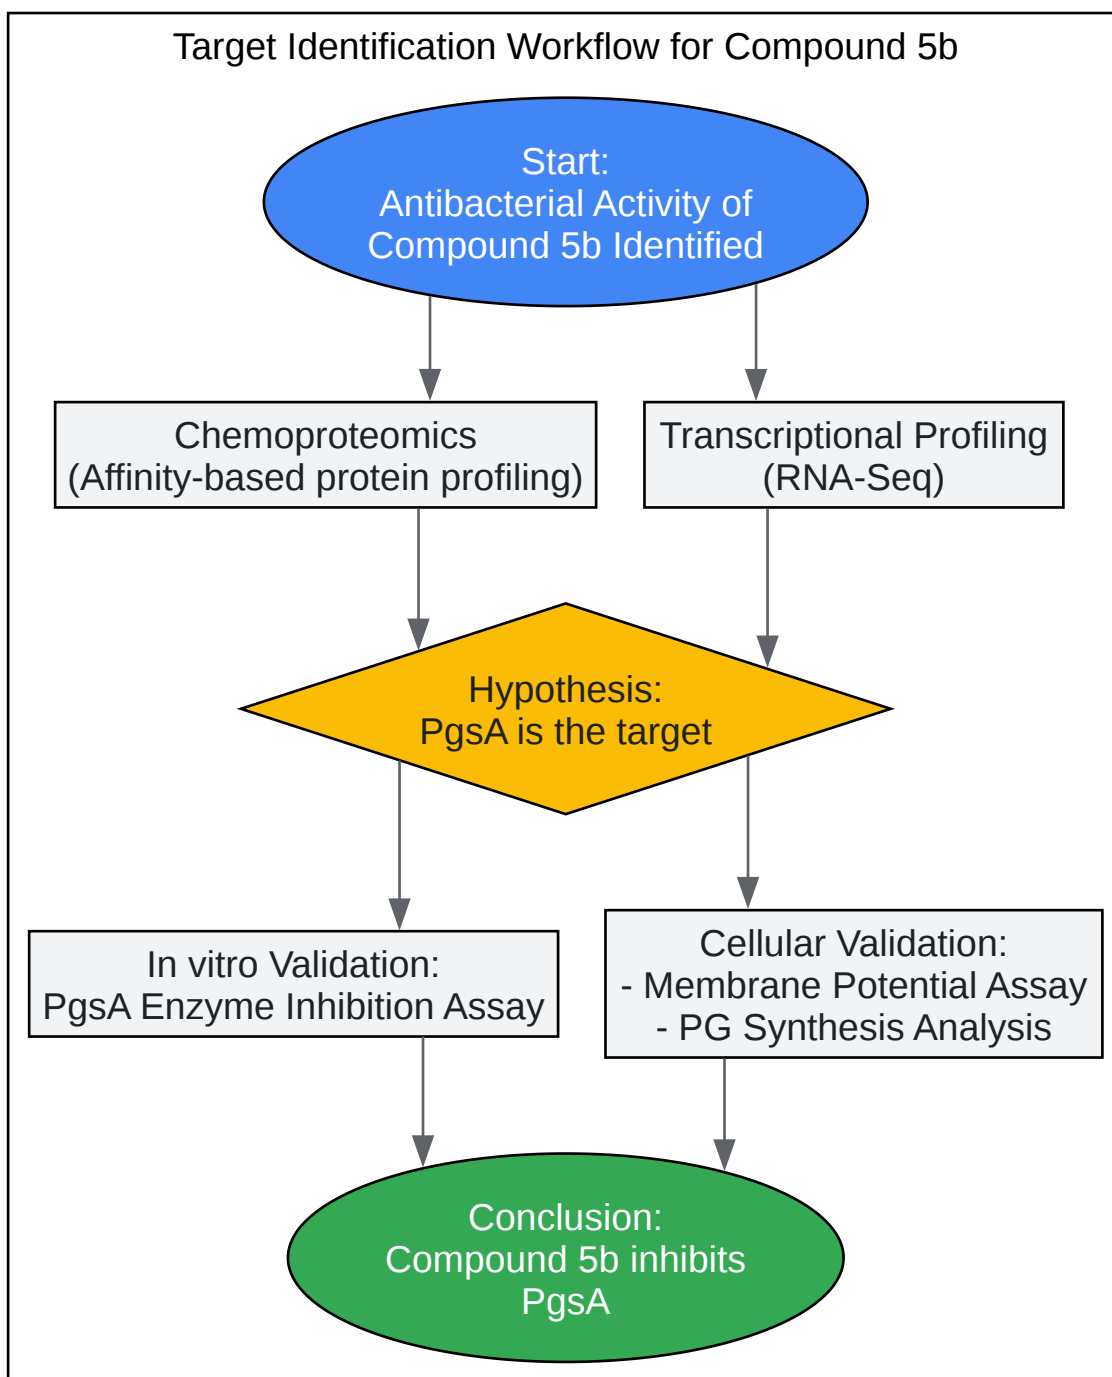 Target Identification Workflow for Compound 5b
Start:
Antibacterial Activity of
Compound 5b Identified
Chemoproteomics
(Affinity-based protein profiling)
Transcriptional Profiling
(RNA-Seq)
Hypothesis:
PgsA is the target
In vitro Validation:
PgsA Enzyme Inhibition Assay
Cellular Validation:
- Membrane Potential Assay
- PG Synthesis Analysis
Conclusion:
Compound 5b inhibits
PgsA